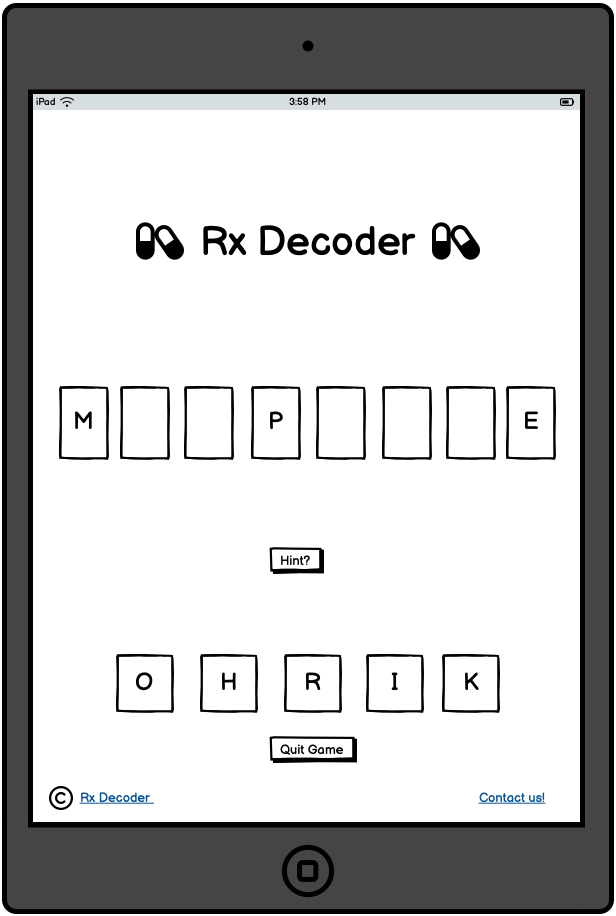 iPad 3:58 PM
Rx Decoder
M P E
Hint?
O H R I K
Quit Game
© Rx Decoder Contact us!